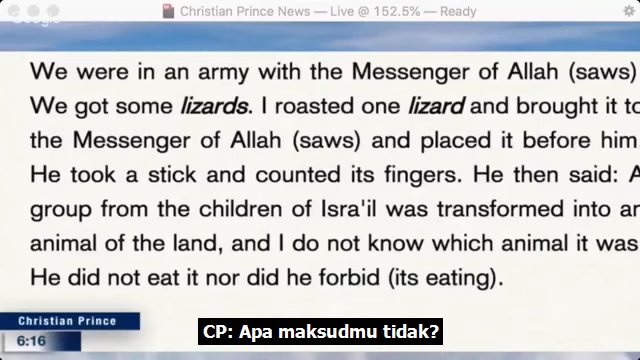 Christian Prince News — Live @ 152.5% — Ready
Google
We were in an army with the Messenger of Allah (saws)
We got some lizards. I roasted one lizard and brought it to
the Messenger of Allah (saws) and placed it before him.
He took a stick and counted its fingers. He then said: A
group from the children of Isra'il was transformed into an
animal of the land, and I do not know which animal it was
He did not eat it nor did he forbid (its eating).
Christian Prince
6:16
CP: Apa maksudmu tidak?